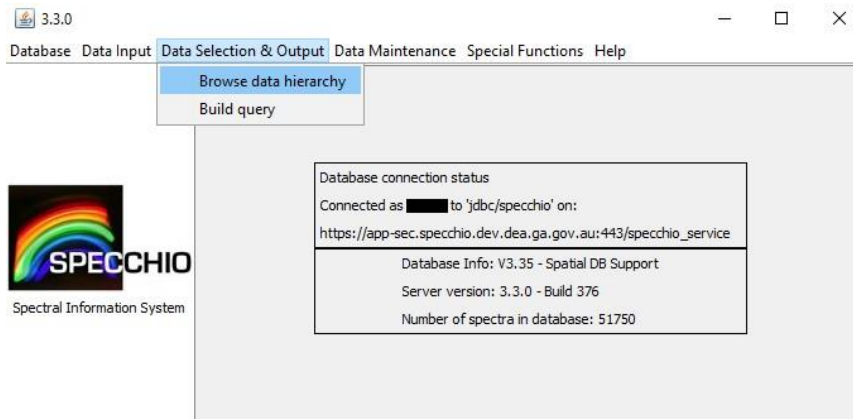 3.3.0
Database Data Input Data Selection & Output Data Maintenance Special Functions Help
Browse data hierarchy
Build query
Database connection status
Connected as to 'jdbc/specchio' on:
https://app-sec.specchio.dev.dea.ga.gov.au:443/specchio_service
Database Info: V3.35 - Spatial DB Support
Server version: 3.3.0 - Build 376
Number of spectra in database: 51750
SPECCHIO
Spectral Information System